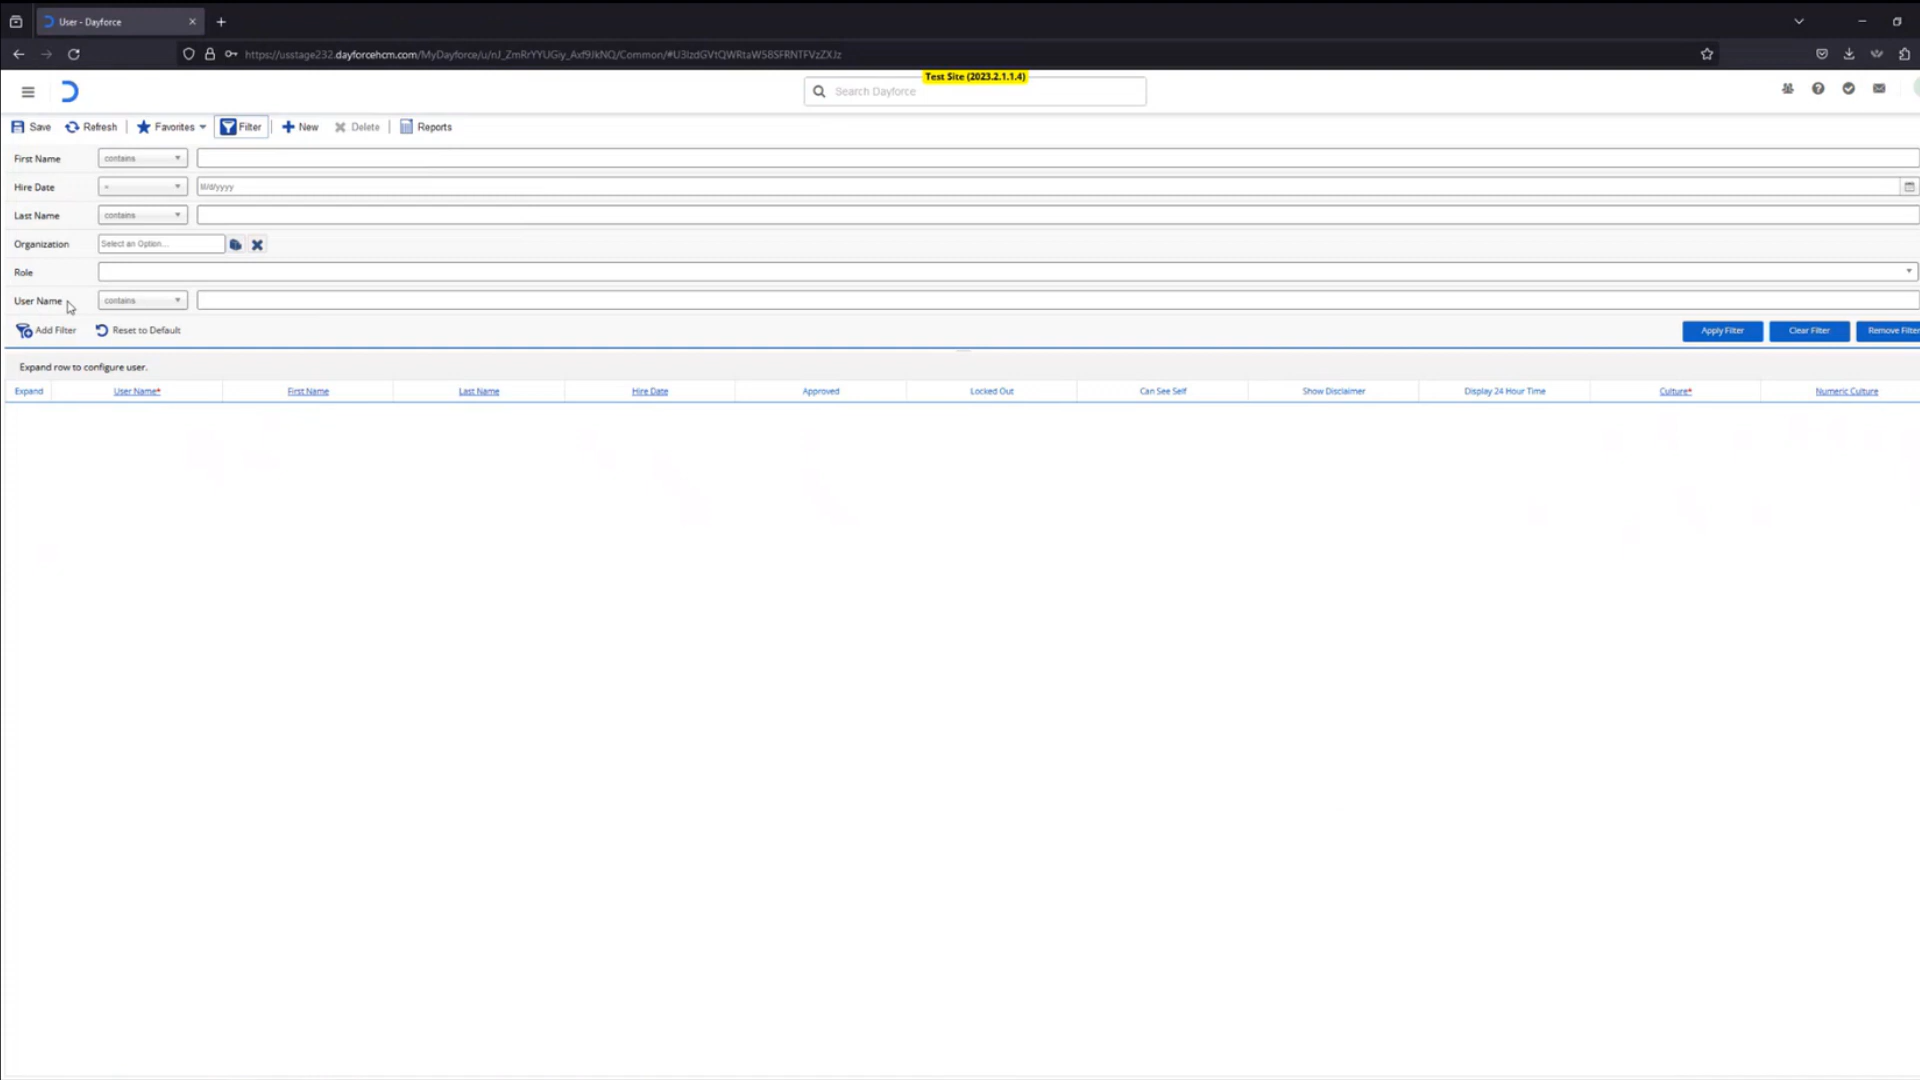 User - Dayforce
https://usstage232.dayforcehcm.com/MyDayforce/u/
Test Site (2023.2.1.1.4)
Search Dayforce
Save Refresh Favorites Filter New Delete Reports
First Name contains
Hire Date = M/d/yyyy
Last Name contains
Organization Select an Option...
Role
User Name contains
Add Filter Reset to Default Apply Filter Clear Filter Remove Filter
Expand row to configure user.
Expand User Name* First Name Last Name Hire Date Approved Locked Out Can See Self Show Disclaimer Display 24 Hour Time Culture* Numeric Culture